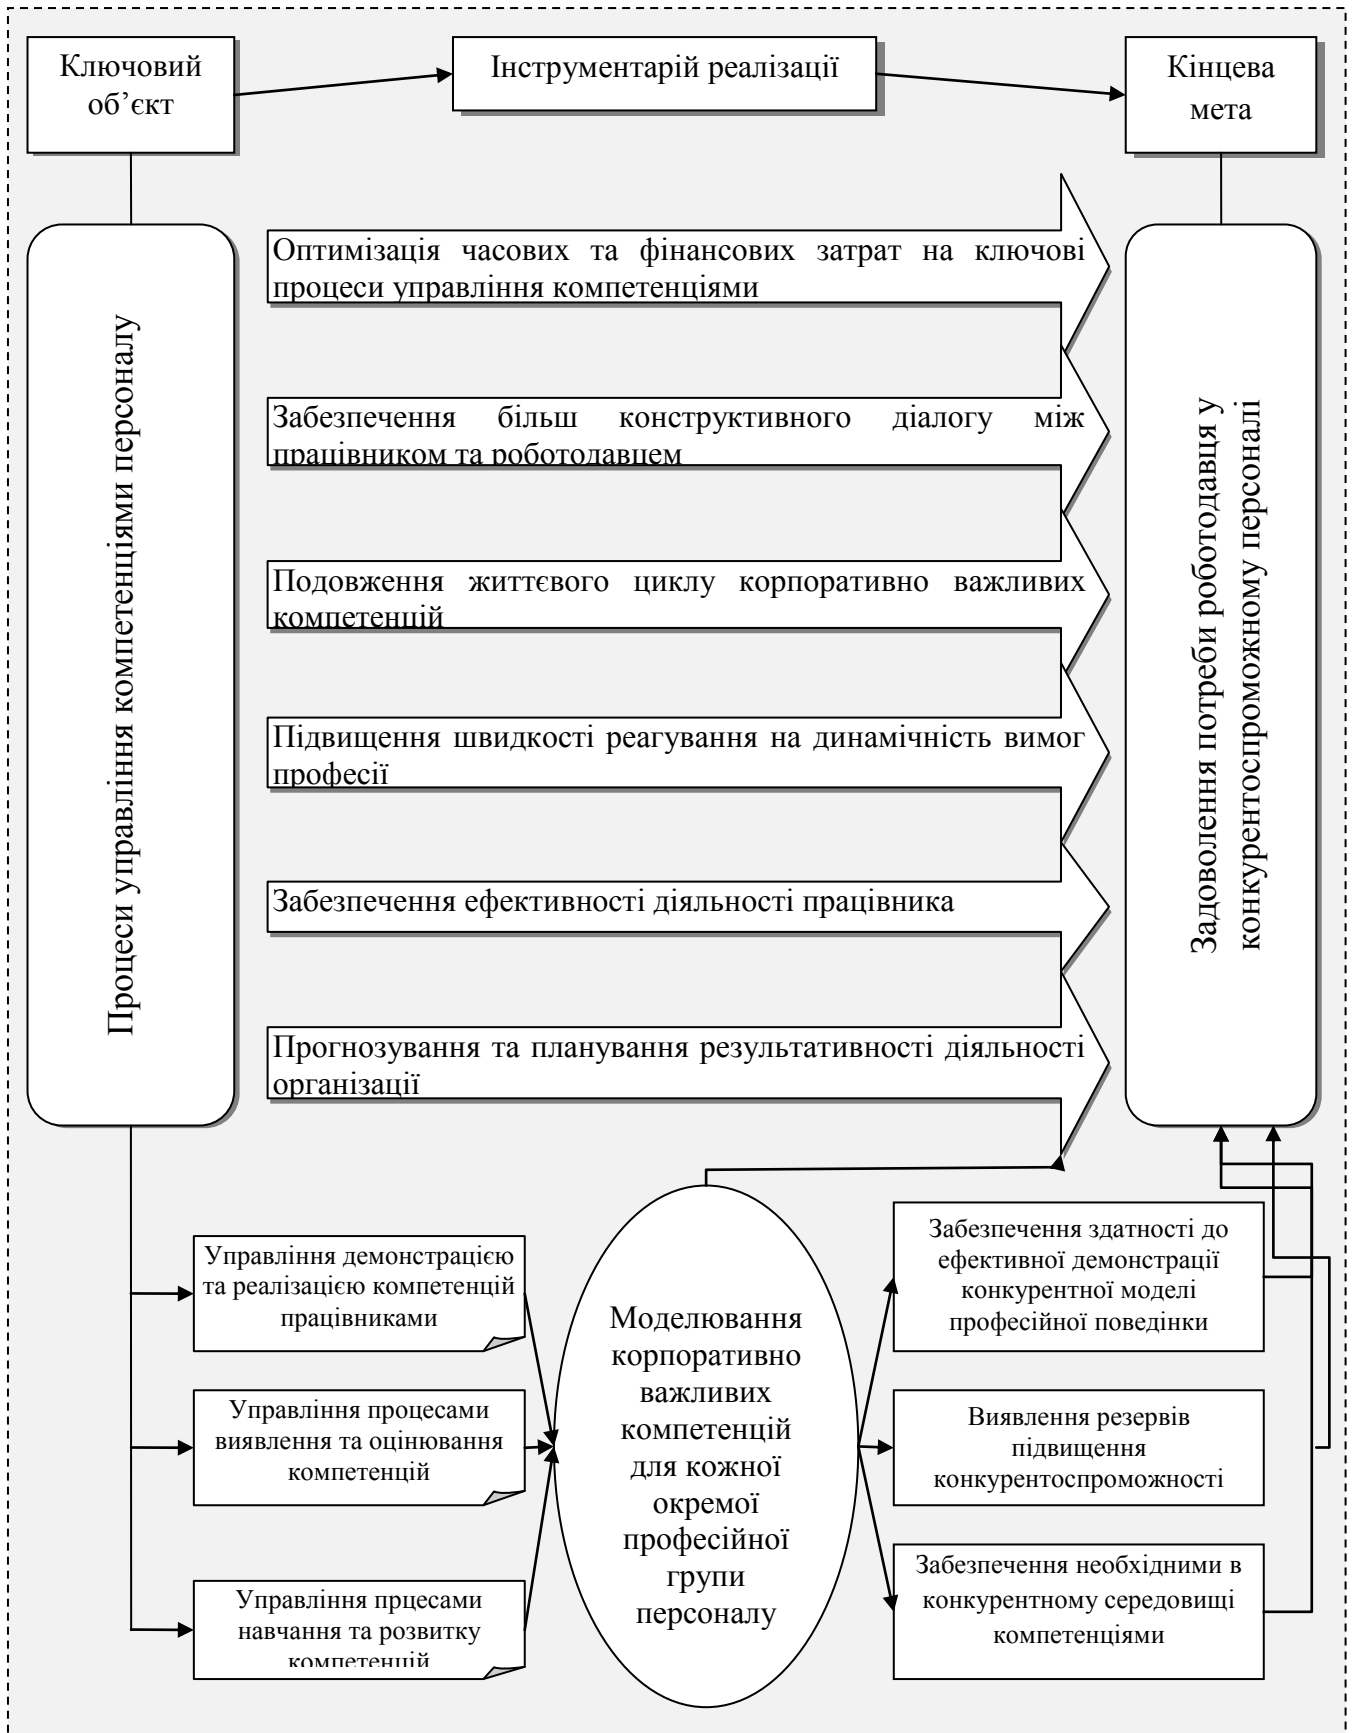 Ключовий
об’єкт
Інструментарій реалізації
Кінцева
мета
Процеси управління компетенціями персоналу
Оптимізація часових та фінансових затрат на ключові
процеси управління компетенціями
Забезпечення більш конструктивного діалогу між
працівником та роботодавцем
Подовження життєвого циклу корпоративно важливих
компетенцій
Підвищення швидкості реагування на динамічність вимог
професії
Забезпечення ефективності діяльності працівника
Прогнозування та планування результативності діяльності
організації
Задоволення потреби роботодавця у
конкурентоспроможному персоналі
Управління демонстрацією
та реалізацією компетенцій
працівниками
Управління процесами
виявлення та оцінювання
компетенцій
Управління прцесами
навчання та розвитку
компетенцій
Моделювання
корпоративно
важливих
компетенцій
для кожної
окремої
професійної
групи
персоналу
Забезпечення здатності до
ефективної демонстрації
конкурентної моделі
професійної поведінки
Виявлення резервів
підвищення
конкурентоспроможності
Забезпечення необхідними в
конкурентному середовищі
компетенціями